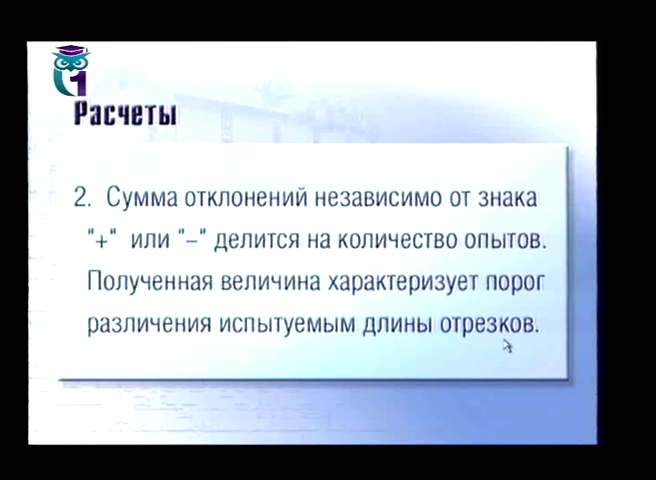 1
Расчеты
2. Сумма отклонений независимо от знака
"+" или "–" делится на количество опытов.
Полученная величина характеризует порог
различения испытуемым длины отрезков.